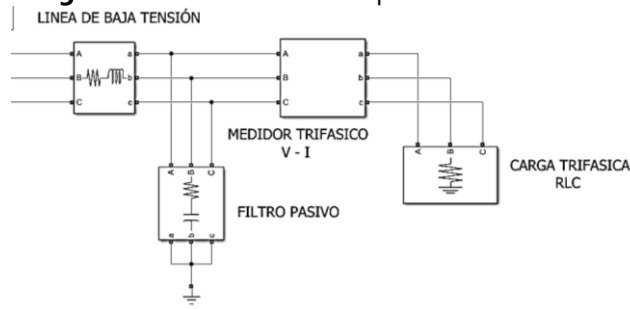 LINEA DE BAJA TENSIÓN
A a A a
B b B b
C c C c
MEDIDOR TRIFASICO
V - I
A B C
A B C
CARGA TRIFASICA
RLC
FILTRO PASIVO
a b c